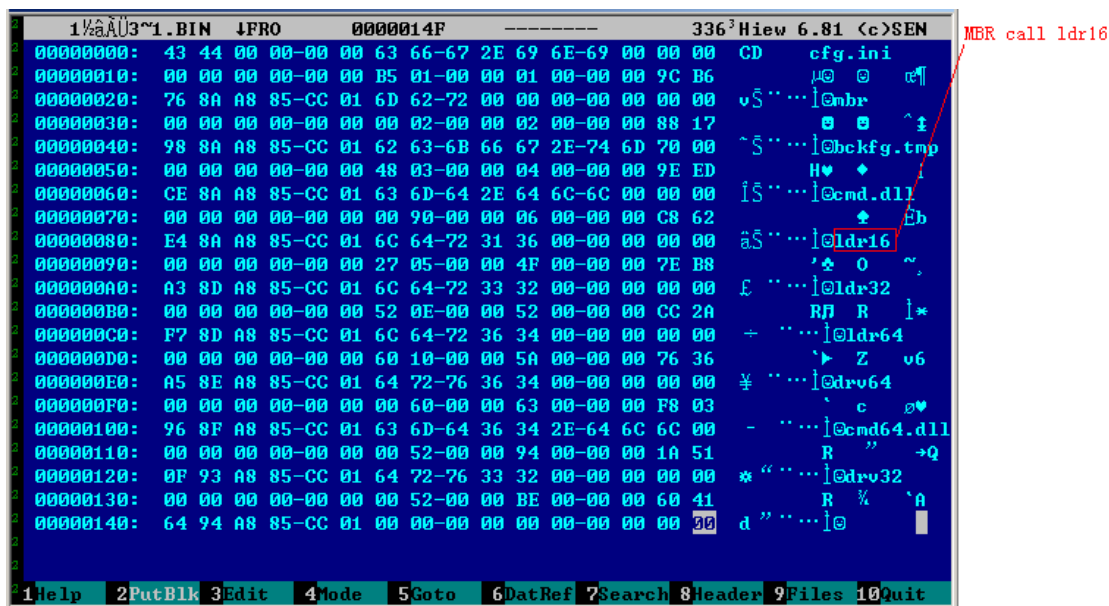 1½âÂÜ3~1.BIN ↓FRO 0000014F -------- 336 Hiew 6.81 (c)SEN
MBR call ldr16
00000000: 43 44 00 00-00 00 63 66-67 2E 69 6E-69 00 00 00 CD cfg.ini
00000010: 00 00 00 00-00 00 B5 01-00 00 01 00-00 00 9C B6 µ☺ ☺ œ¶
00000020: 76 8A A8 85-CC 01 6D 62-72 00 00 00-00 00 00 00 vŠ¨…Ì☺mbr
00000030: 00 00 00 00-00 00 00 02-00 00 02 00-00 00 88 17 ☻ ☻ ˆ↨
00000040: 98 8A A8 85-CC 01 62 63-6B 66 67 2E-74 6D 70 00 ˜Š¨…Ì☺bckfg.tmp
00000050: 00 00 00 00-00 00 48 03-00 00 04 00-00 00 9E ED H♥ ♦ í
00000060: CE 8A A8 85-CC 01 63 6D-64 2E 64 6C-6C 00 00 00 ÎŠ¨…Ì☺cmd.dll
00000070: 00 00 00 00-00 00 00 90-00 00 06 00-00 00 C8 62 ♠ Èb
00000080: E4 8A A8 85-CC 01 6C 64-72 31 36 00-00 00 00 00 äŠ¨…Ì☺ldr16
00000090: 00 00 00 00-00 00 27 05-00 00 4F 00-00 00 7E B8 '♣ O ~¸
000000A0: A3 8D A8 85-CC 01 6C 64-72 33 32 00-00 00 00 00 £ ¨…Ì☺ldr32
000000B0: 00 00 00 00-00 00 52 0E-00 00 52 00-00 00 CC 2A R♫ R Ì*
000000C0: F7 8D A8 85-CC 01 6C 64-72 36 34 00-00 00 00 00 ÷ ¨…Ì☺ldr64
000000D0: 00 00 00 00-00 00 60 10-00 00 5A 00-00 00 76 36 `► Z v6
000000E0: A5 8E A8 85-CC 01 64 72-76 36 34 00-00 00 00 00 ¥ ¨…Ì☺drv64
000000F0: 00 00 00 00-00 00 00 60-00 00 63 00-00 00 F8 03 ` c ø♥
00000100: 96 8F A8 85-CC 01 63 6D-64 36 34 2E-64 6C 6C 00 – ¨…Ì☺cmd64.dll
00000110: 00 00 00 00-00 00 00 52-00 00 94 00-00 00 1A 51 R ” →Q
00000120: 0F 93 A8 85-CC 01 64 72-76 33 32 00-00 00 00 00 ☼“¨…Ì☺drv32
00000130: 00 00 00 00-00 00 00 52-00 00 BE 00-00 00 60 41 R ¾ `A
00000140: 64 94 A8 85-CC 01 00 00-00 00 00 00-00 00 00 00 d”¨…Ì☺
1Help 2PutBlk 3Edit 4Mode 5Goto 6DatRef 7Search 8Header 9Files 10Quit